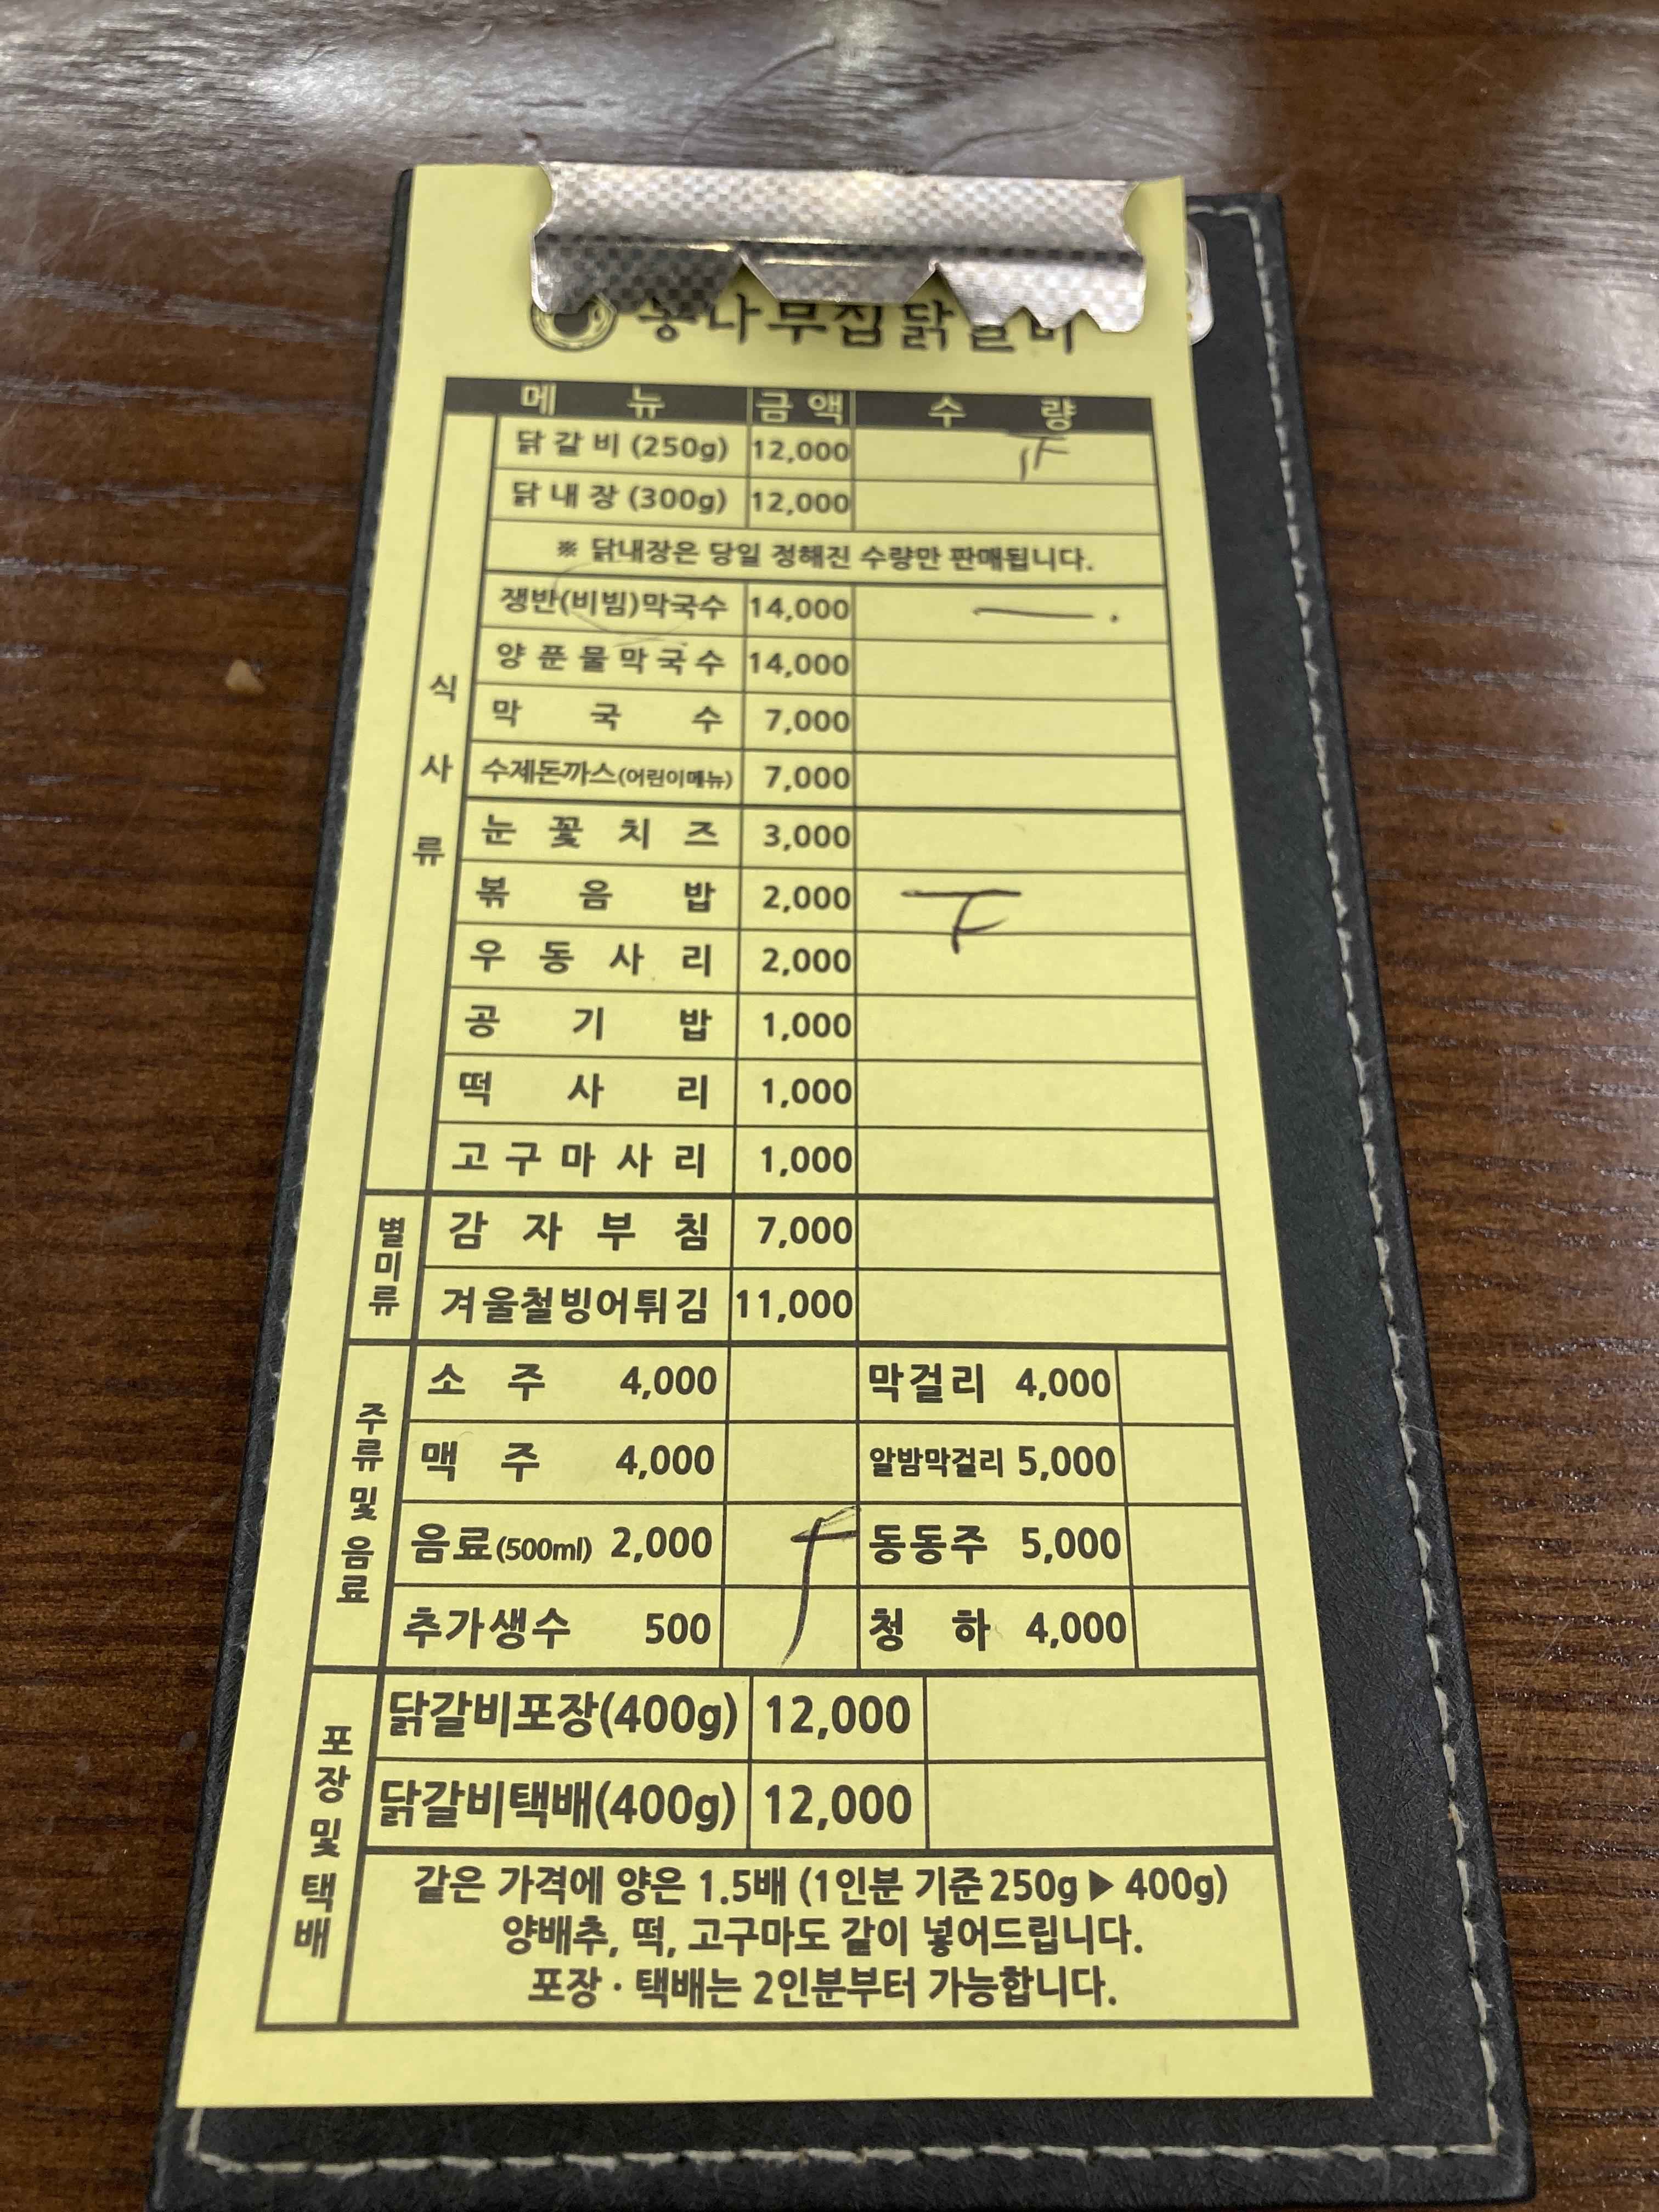 나무집닭갈비
메뉴 금액 수량
식사류
닭갈비 (250g) 12,000
닭내장 (300g) 12,000
※ 닭내장은 당일 정해진 수량만 판매됩니다.
쟁반(비빔)막국수 14,000 一
양푼물막국수 14,000
막국수 7,000
수제돈까스(어린이메뉴) 7,000
눈꽃치즈 3,000
볶음밥 2,000
우동사리 2,000
공기밥 1,000
떡사리 1,000
고구마사리 1,000
별미류
감자부침 7,000
겨울철빙어튀김 11,000
주류 및 음료
소주 4,000 막걸리 4,000
맥주 4,000 알밤막걸리 5,000
음료(500ml) 2,000 동동주 5,000
추가생수 500 청하 4,000
포장 및 택배
닭갈비포장(400g) 12,000
닭갈비택배(400g) 12,000
같은 가격에 양은 1.5배 (1인분 기준 250g ▶ 400g)
양배추, 떡, 고구마도 같이 넣어드립니다.
포장 · 택배는 2인분부터 가능합니다.